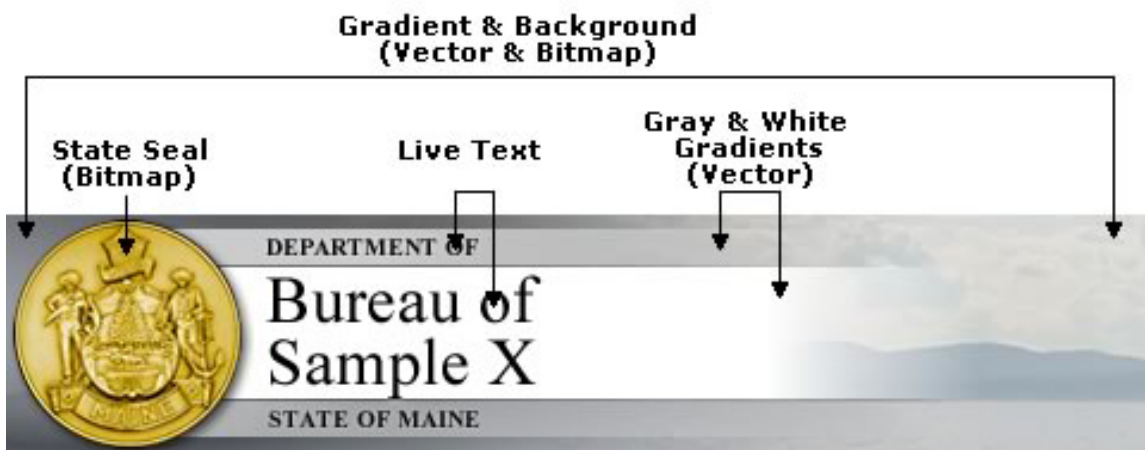 Gradient & Background
(Vector & Bitmap)
State Seal
(Bitmap)
Live Text
Gray & White
Gradients
(Vector)
DEPARTMENT OF
Bureau of
Sample X
STATE OF MAINE
MAINE